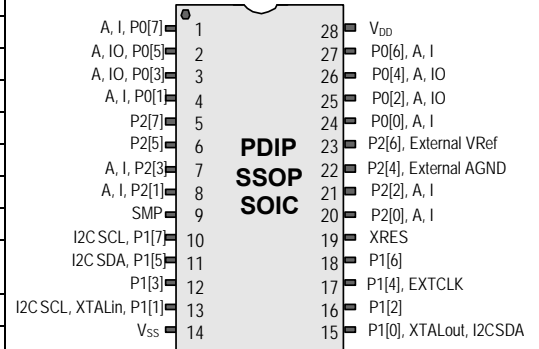 A, I, P0[7] 1 28 VDD
A, IO, P0[5] 2 27 P0[6], A, I
A, IO, P0[3] 3 26 P0[4], A, IO
A, I, P0[1] 4 25 P0[2], A, IO
P2[7] 5 24 P0[0], A, I
P2[5] 6 23 P2[6], External VRef
A, I, P2[3] 7 22 P2[4], External AGND
A, I, P2[1] 8 21 P2[2], A, I
SMP 9 20 P2[0], A, I
I2C SCL, P1[7] 10 19 XRES
I2C SDA, P1[5] 11 18 P1[6]
P1[3] 12 17 P1[4], EXTCLK
I2C SCL, XTALin, P1[1] 13 16 P1[2]
VSS 14 15 P1[0], XTALout, I2CSDA
PDIP
SSOP
SOIC